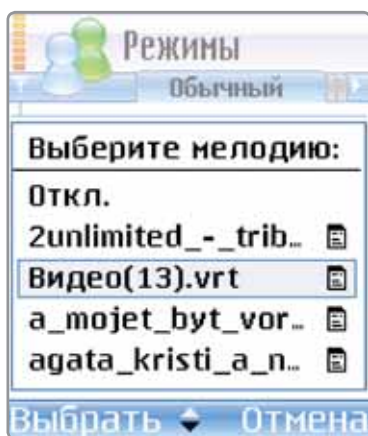 Режимы
Обычный
Выберите мелодию:
Откл.
2unlimited_-_trib...
Видео(13).vrt
a_mojet_byt_vor...
agata_kristi_a_n...
Выбрать Отмена